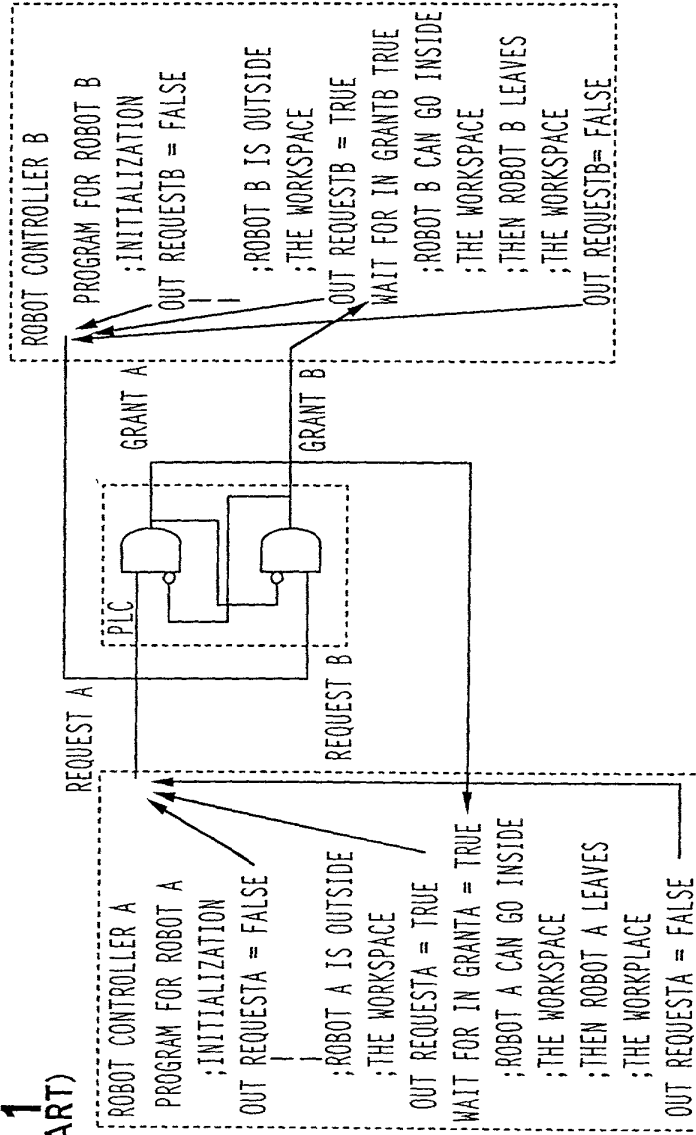 1
ART)
ROBOT CONTROLLER A
PROGRAM FOR ROBOT A
;INITIALIZATION
OUT REQUESTA = FALSE
;ROBOT A IS OUTSIDE
;THE WORKSPACE
OUT REQUESTA = TRUE
WAIT FOR IN GRANTA = TRUE
;ROBOT A CAN GO INSIDE
;THE WORKSPACE
;THEN ROBOT A LEAVES
;THE WORKPLACE
OUT REQUESTA = FALSE
REQUEST A
REQUEST B
PLC
GRANT A
GRANT B
ROBOT CONTROLLER B
PROGRAM FOR ROBOT B
;INITIALIZATION
OUT REQUESTB = FALSE
;ROBOT B IS OUTSIDE
;THE WORKSPACE
OUT REQUESTB = TRUE
WAIT FOR IN GRANTB TRUE
;ROBOT B CAN GO INSIDE
;THE WORKSPACE
;THEN ROBOT B LEAVES
;THE WORKSPACE
OUT REQUESTB= FALSE